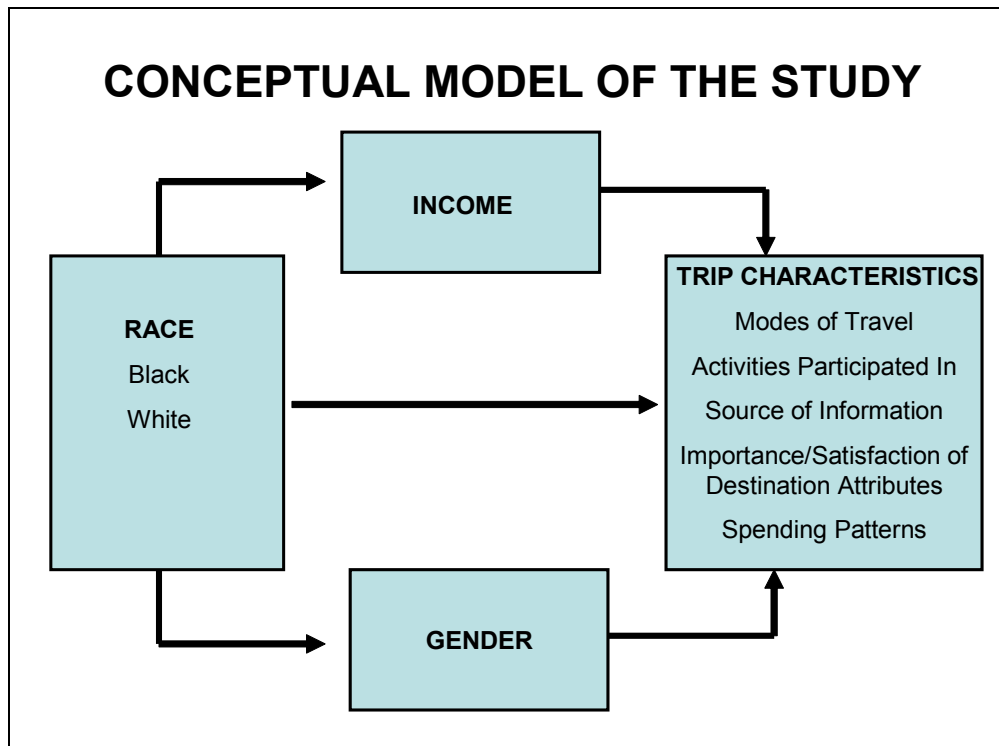 CONCEPTUAL MODEL OF THE STUDY
INCOME
RACE
Black
White
TRIP CHARACTERISTICS
Modes of Travel
Activities Participated In
Source of Information
Importance/Satisfaction of
Destination Attributes
Spending Patterns
GENDER